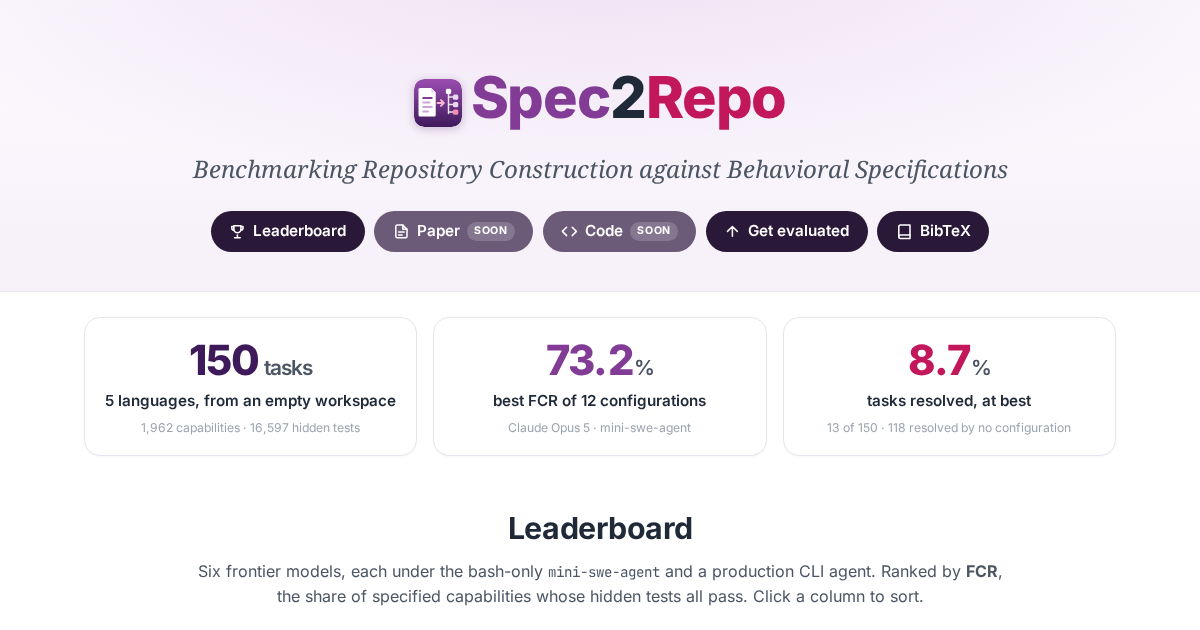 Spec2Repo
Benchmarking Repository Construction against Behavioral Specifications
Leaderboard
Paper SOON
Code SOON
Get evaluated
BibTeX
150 tasks
5 languages, from an empty workspace
1,962 capabilities · 16,597 hidden tests
73.2%
best FCR of 12 configurations
Claude Opus 5 · mini-swe-agent
8.7%
tasks resolved, at best
13 of 150 · 118 resolved by no configuration
Leaderboard
Six frontier models, each under the bash-only mini-swe-agent and a production CLI agent. Ranked by FCR,
the share of specified capabilities whose hidden tests all pass. Click a column to sort.